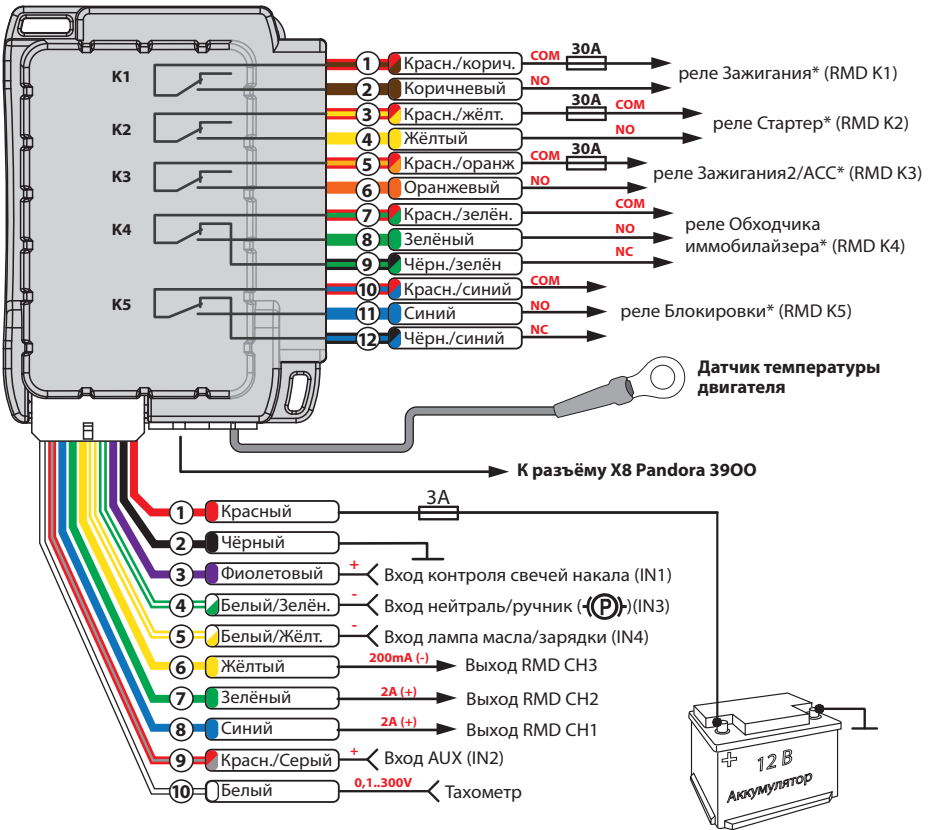 K1
K2
K3
K4
K5
1 Красн./корич. COM 30A
2 Коричневый NO
реле Зажигания* (RMD K1)
3 Красн./жёлт. 30A COM
4 Жёлтый NO
реле Стартер* (RMD K2)
5 Красн./оранж COM 30A
6 Оранжевый NO
реле Зажигания2/ACC* (RMD K3)
7 Красн./зелён. COM
8 Зелёный NO
9 Чёрн./зелён NC
реле Обходчика
иммобилайзера* (RMD K4)
10 Красн./синий COM
11 Синий NO
12 Чёрн./синий NC
реле Блокировки* (RMD K5)
Датчик температуры
двигателя
К разъёму X8 Pandora 39OO
1 Красный 3A
2 Чёрный
3 Фиолетовый + Вход контроля свечей накала (IN1)
4 Белый/Зелён. - Вход нейтраль/ручник (-(P)-)(IN3)
5 Белый/Жёлт. - Вход лампа масла/зарядки (IN4)
6 Жёлтый 200mA (-) Выход RMD CH3
7 Зелёный 2A (+) Выход RMD CH2
8 Синий 2A (+) Выход RMD CH1
9 Красн./Серый + Вход AUX (IN2)
10 Белый 0,1..300V Тахометр
+ 12 В
Аккумулятор